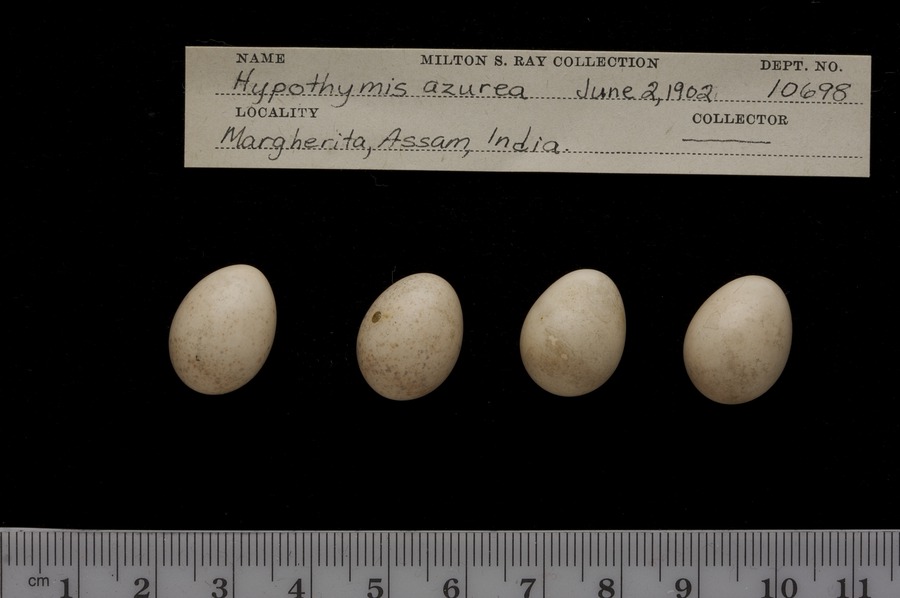 NAME MILTON S. RAY COLLECTION DEPT. NO.
Hypothymis azurea June 2, 1902 10698
LOCALITY COLLECTOR
Margherita, Assam, India.
cm 1 2 3 4 5 6 7 8 9 10 11